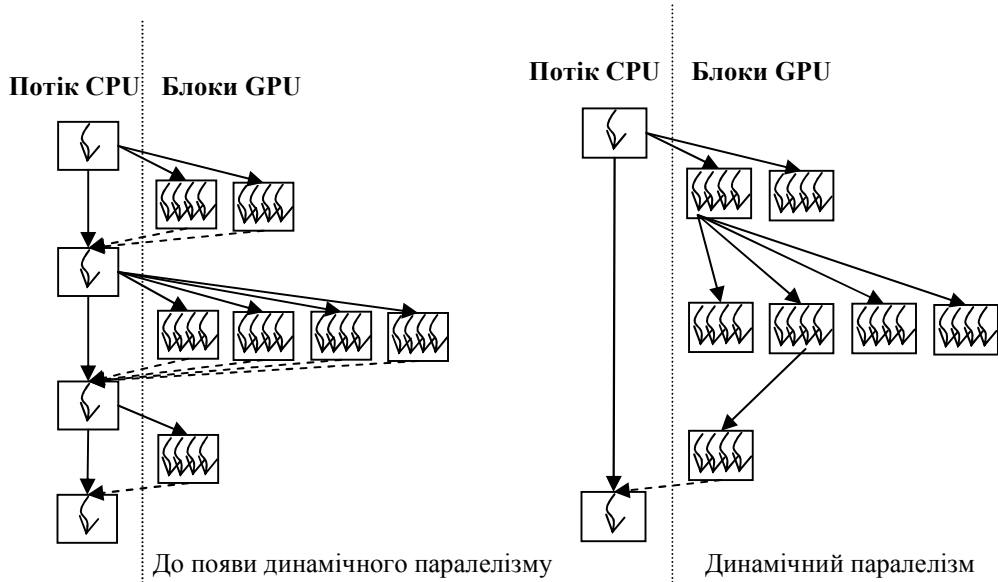 Потік CPU
Блоки GPU
До появи динамічного паралелізму
Потік CPU
Блоки GPU
Динамічний паралелізм